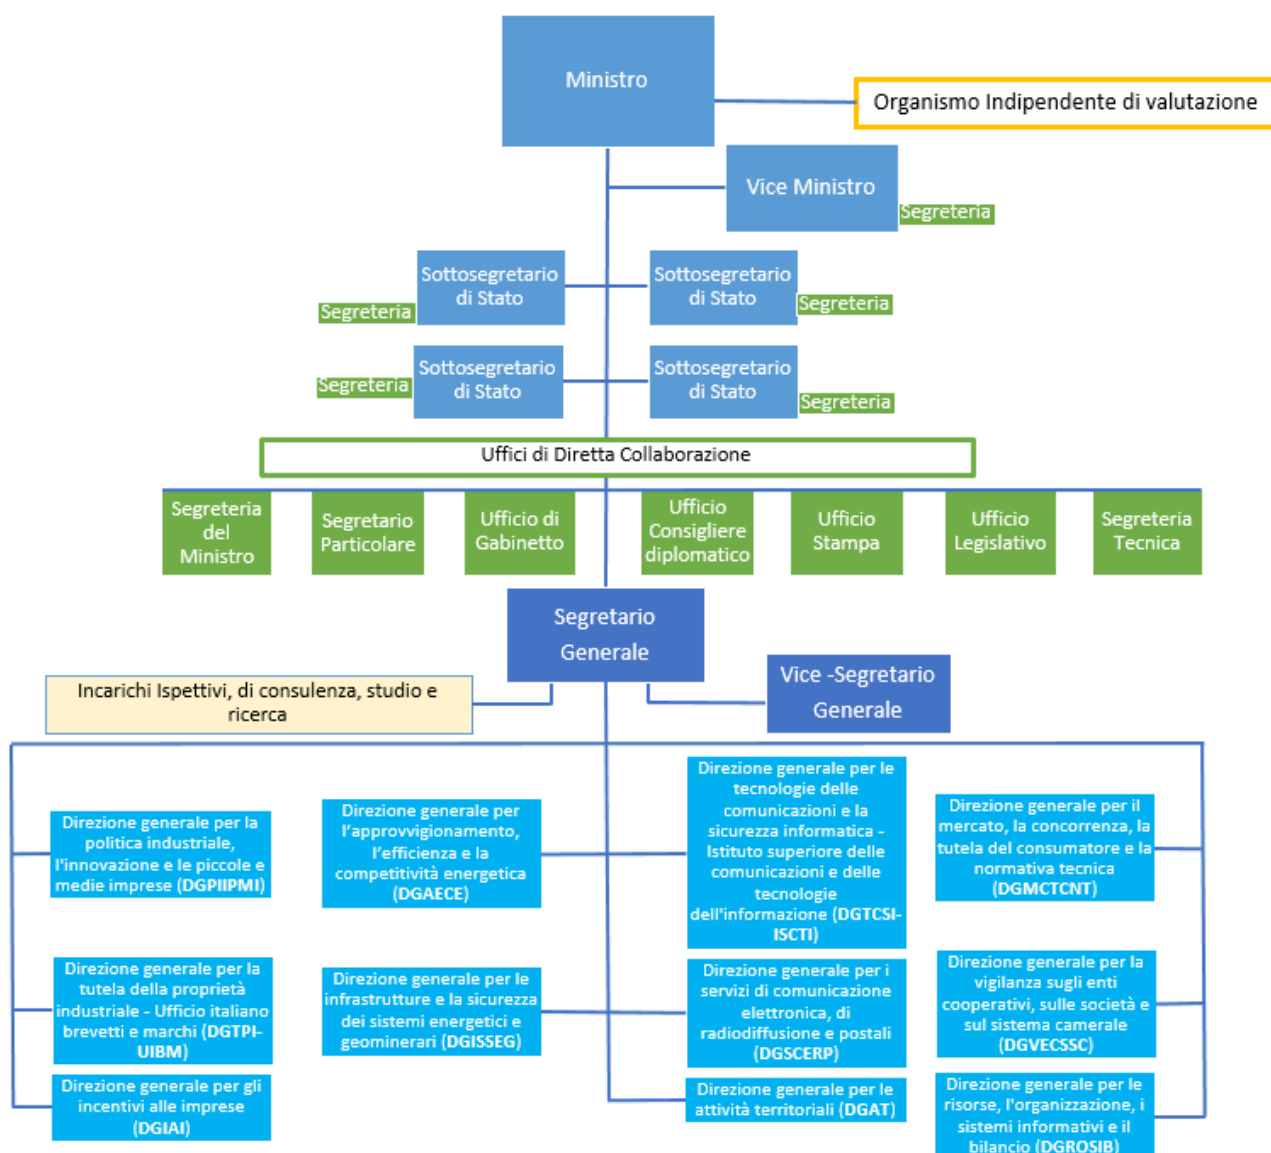 Ministro
Organismo Indipendente di valutazione
Vice Ministro
Segreteria
Sottosegretario
di Stato
Segreteria
Sottosegretario
di Stato
Segreteria
Sottosegretario
di Stato
Segreteria
Sottosegretario
di Stato
Segreteria
Uffici di Diretta Collaborazione
Segreteria
del
Ministro
Segretario
Particolare
Ufficio di
Gabinetto
Ufficio
Consigliere
diplomatico
Ufficio
Stampa
Ufficio
Legislativo
Segreteria
Tecnica
Segretario
Generale
Vice -Segretario
Generale
Incarichi Ispettivi, di consulenza, studio e
ricerca
Direzione generale per la
politica industriale,
l'innovazione e le piccole e
medie imprese (DGPIIPMI)
Direzione generale per
l’approvvigionamento,
l’efficienza e la
competitività energetica
(DGAECE)
Direzione generale per le
tecnologie delle
comunicazioni e la
sicurezza informatica -
Istituto superiore delle
comunicazioni e delle
tecnologie
dell'informazione (DGTCSI-
ISCTI)
Direzione generale per il
mercato, la concorrenza, la
tutela del consumatore e la
normativa tecnica
(DGMCTCNT)
Direzione generale per la
tutela della proprietà
industriale - Ufficio italiano
brevetti e marchi (DGTPI-
UIBM)
Direzione generale per le
infrastrutture e la sicurezza
dei sistemi energetici e
geominerari (DGISSEG)
Direzione generale per i
servizi di comunicazione
elettronica, di
radiodiffusione e postali
(DGSCERP)
Direzione generale per la
vigilanza sugli enti
cooperativi, sulle società e
sul sistema camerale
(DGVECSSC)
Direzione generale per gli
incentivi alle imprese
(DGIAI)
Direzione generale per le
attività territoriali (DGAT)
Direzione generale per le
risorse, l'organizzazione, i
sistemi informativi e il
bilancio (DGROSIB)